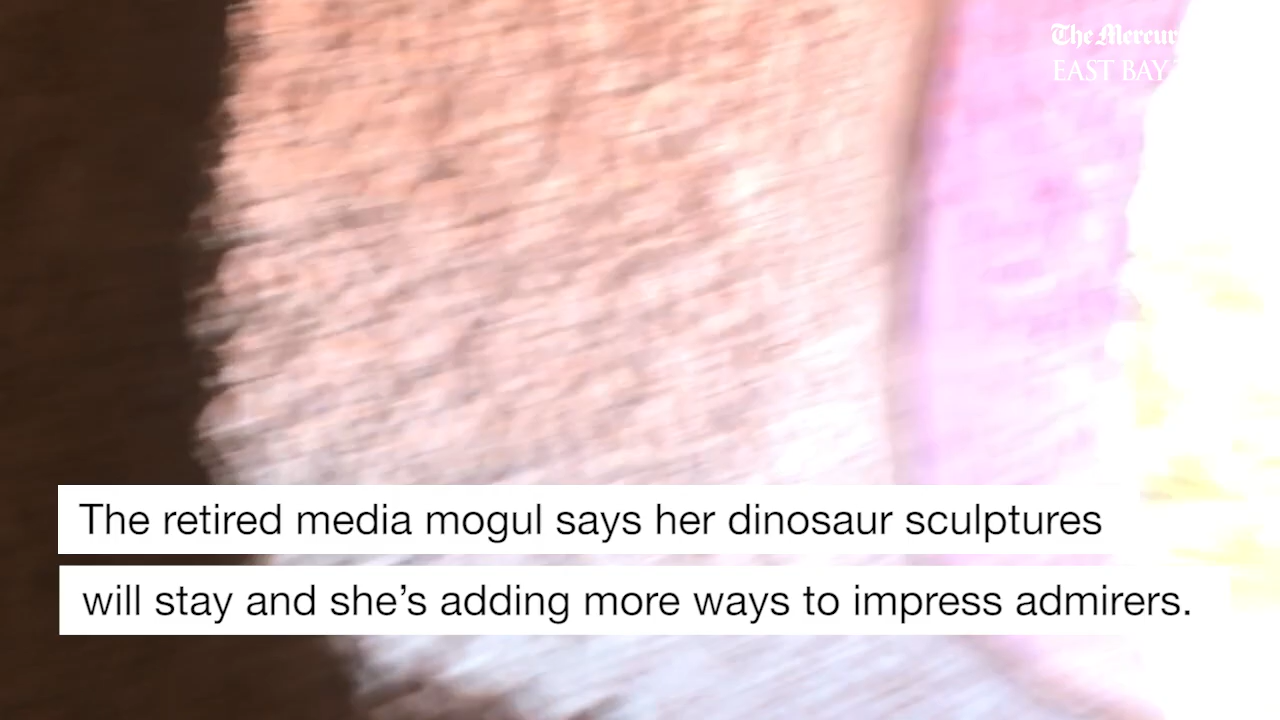 The
EAST BAY
The retired media mogul says her dinosaur sculptures
will stay and she’s adding more ways to impress admirers.